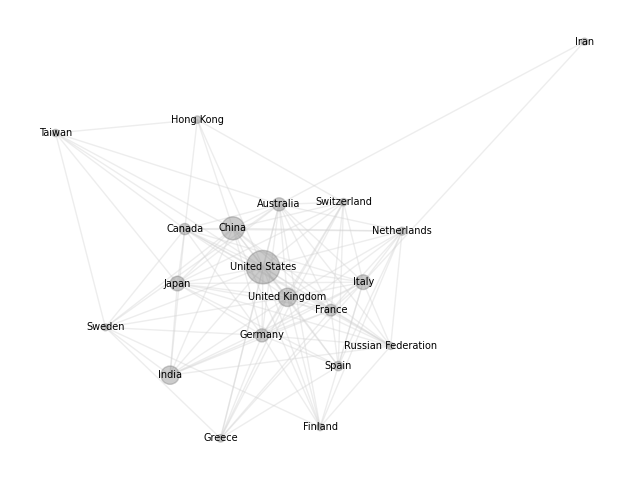 Iran
Hong Kong
Taiwan
Switzerland
Australia
Canada
China
Netherlands
United States
Japan
Italy
United Kingdom
France
Sweden
Germany
Russian Federation
Spain
India
Finland
Greece